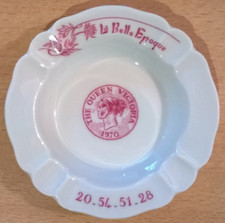 La Belle Epoque
THE QUEEN VICTORIA
1970
20.54.51.28